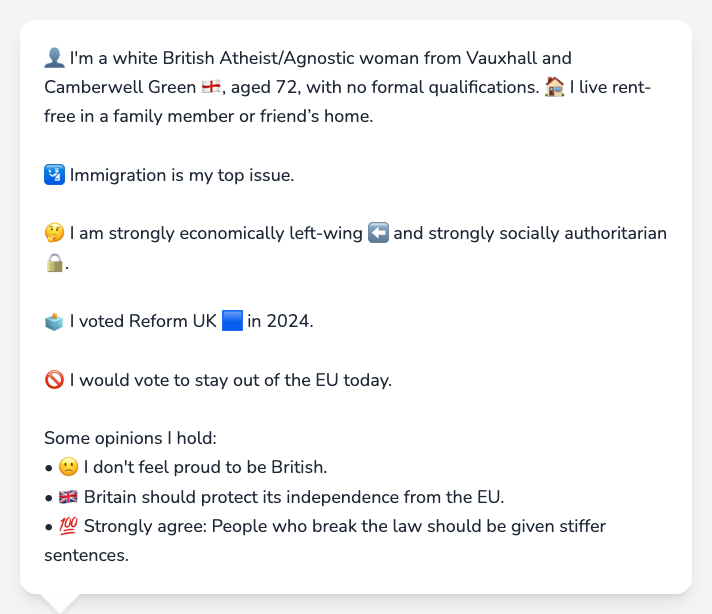 👤 I'm a white British Atheist/Agnostic woman from Vauxhall and
Camberwell Green 🏴󠁧󠁢󠁥󠁮󠁧󠁿, aged 72, with no formal qualifications. 🏠 I live rent-
free in a family member or friend’s home.
🛂 Immigration is my top issue.
🤔 I am strongly economically left-wing ⬅️ and strongly socially authoritarian
🔒.
🗳️ I voted Reform UK 🟦 in 2024.
🚫 I would vote to stay out of the EU today.
Some opinions I hold:
• 🙁 I don't feel proud to be British.
• 🇬🇧 Britain should protect its independence from the EU.
• 💯 Strongly agree: People who break the law should be given stiffer
sentences.